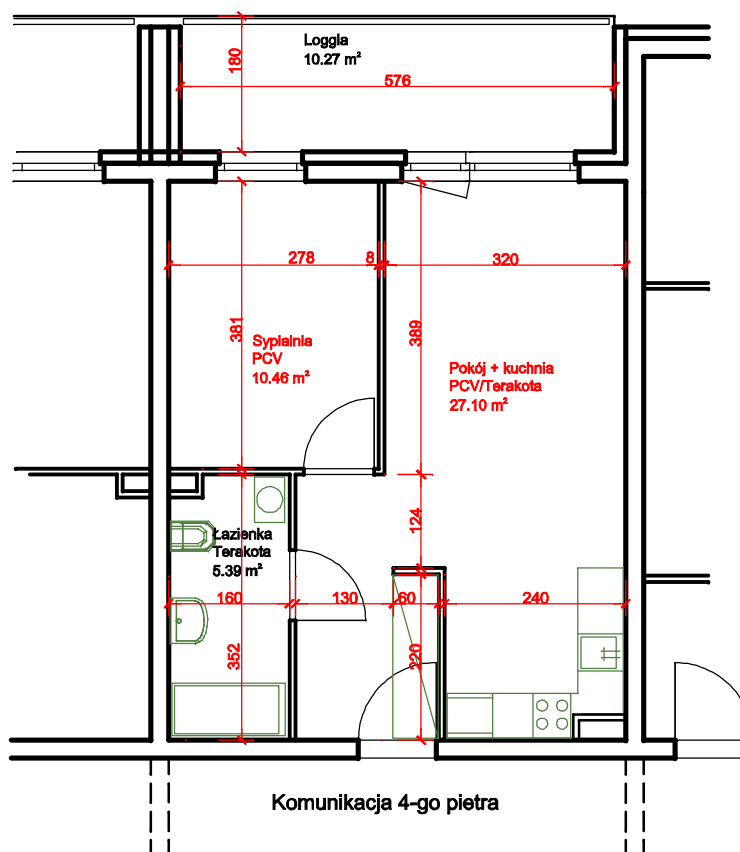 Loggia
10.27 m²
180
576
278
8
320
381
389
Sypialnia
PCV
10.46 m²
Pokój + kuchnia
PCV/Terakota
27.10 m²
124
Łazienka
Terakota
5.39 m²
160
130
60
240
352
220
Komunikacja 4-go pietra